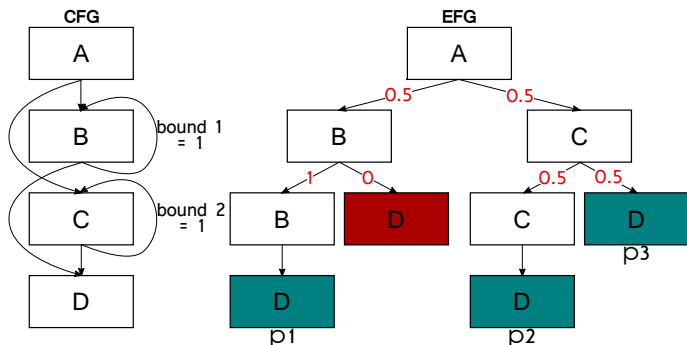 CFG
A
B
bound 1
= 1
C
bound 2
= 1
D
EFG
A
0.5 0.5
B C
1 0 0.5 0.5
B D C D
p3
D D
p1 p2